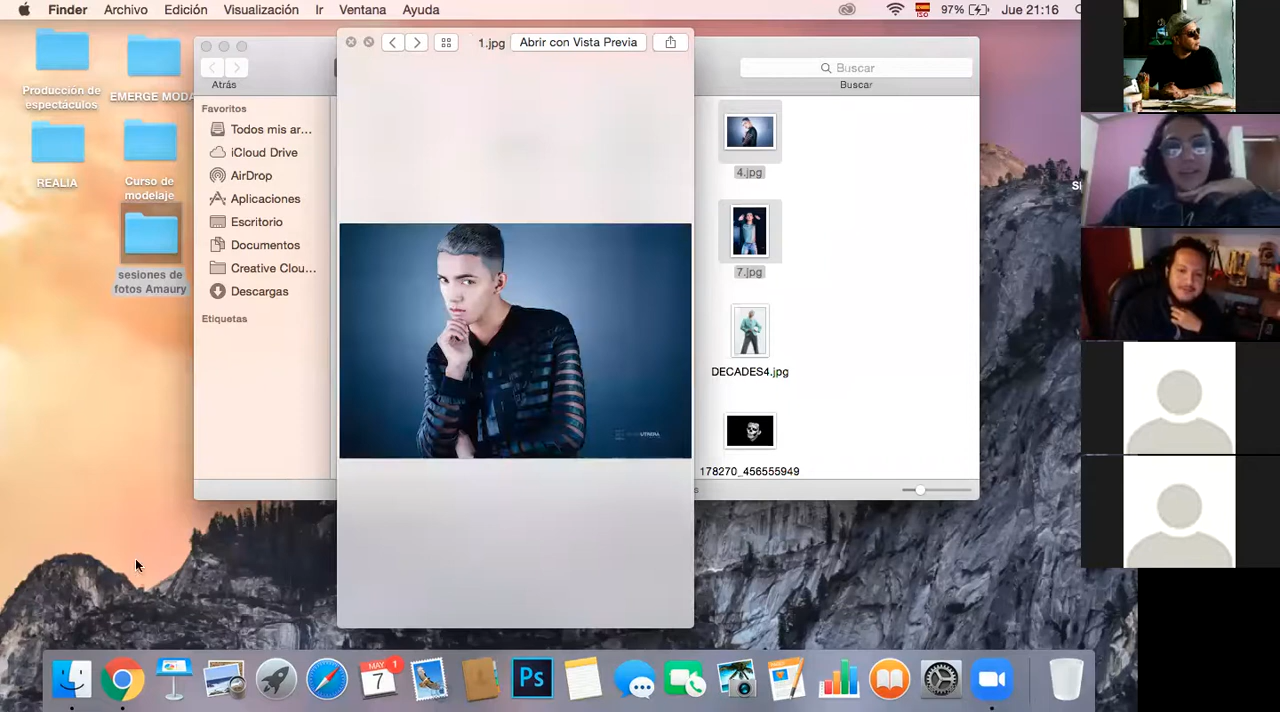 Finder Archivo Edición Visualización Ir Ventana Ayuda
ISO 97% Jue 21:16
1.jpg Abrir con Vista Previa
Buscar
Atrás Buscar
Producción de
espectáculos
EMERGE MODA
REALIA
Curso de
modelaje
sesiones de
fotos Amaury
Favoritos
Todos mis ar...
iCloud Drive
AirDrop
Aplicaciones
Escritorio
Documentos
Creative Clou...
Descargas
Etiquetas
4.jpg
7.jpg
DECADES4.jpg
178270_456555949
MAY 1
7
Ps